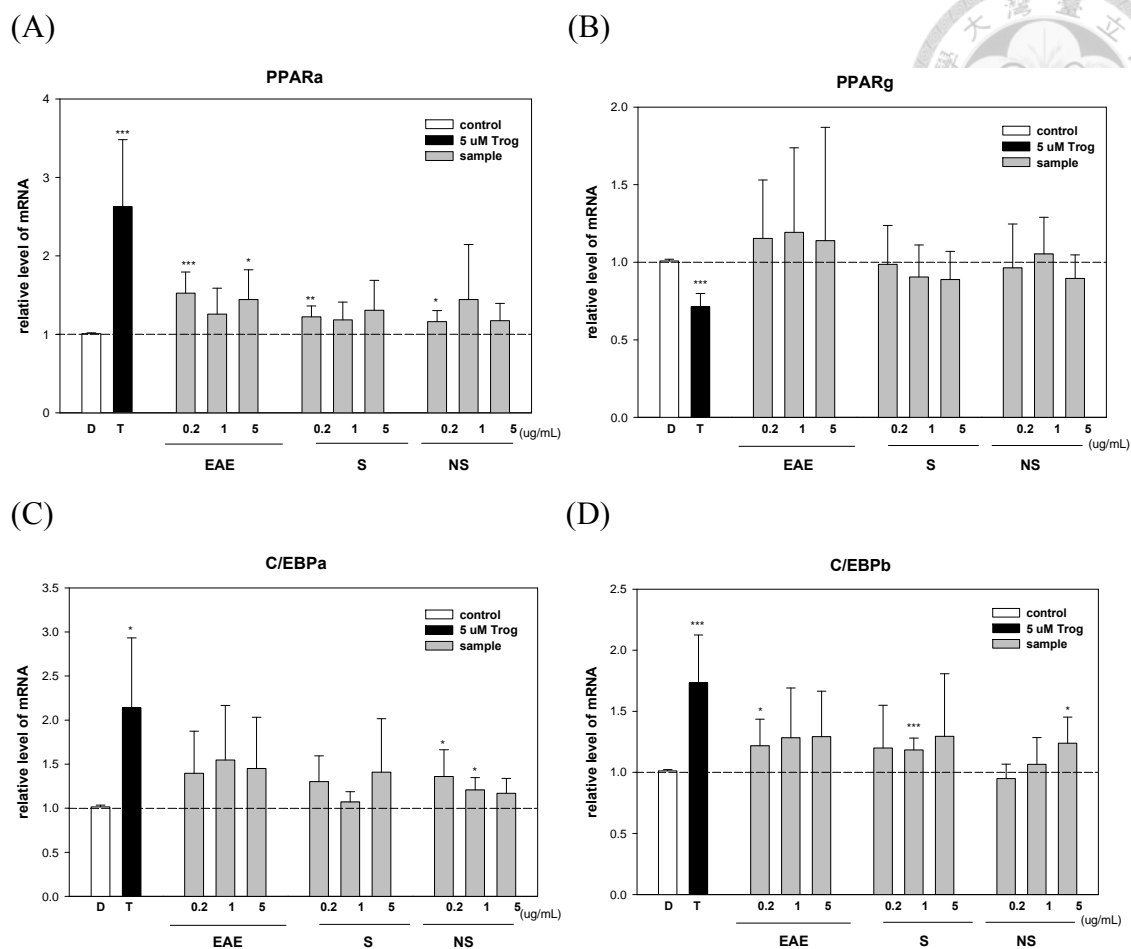 (A)
PPARa
relative level of mRNA
4
3
2
1
0
***
***
*
**
*
control
5 uM Trog
sample
D T 0.2 1 5 0.2 1 5 0.2 1 5 (ug/mL)
EAE S NS
(B)
大 灣 臺 立
學
PPARg
relative level of mRNA
2.0
1.5
1.0
0.5
0.0
***
control
5 uM Trog
sample
D T 0.2 1 5 0.2 1 5 0.2 1 5 (ug/mL)
EAE S NS
(C)
C/EBPa
relative level of mRNA
3.5
3.0
2.5
2.0
1.5
1.0
0.5
0.0
*
*
*
control
5 uM Trog
sample
D T 0.2 1 5 0.2 1 5 0.2 1 5 (ug/mL)
EAE S NS
(D)
C/EBPb
relative level of mRNA
2.5
2.0
1.5
1.0
0.5
0.0
***
*
***
*
control
5 uM Trog
sample
D T 0.2 1 5 0.2 1 5 0.2 1 5 (ug/mL)
EAE S NS